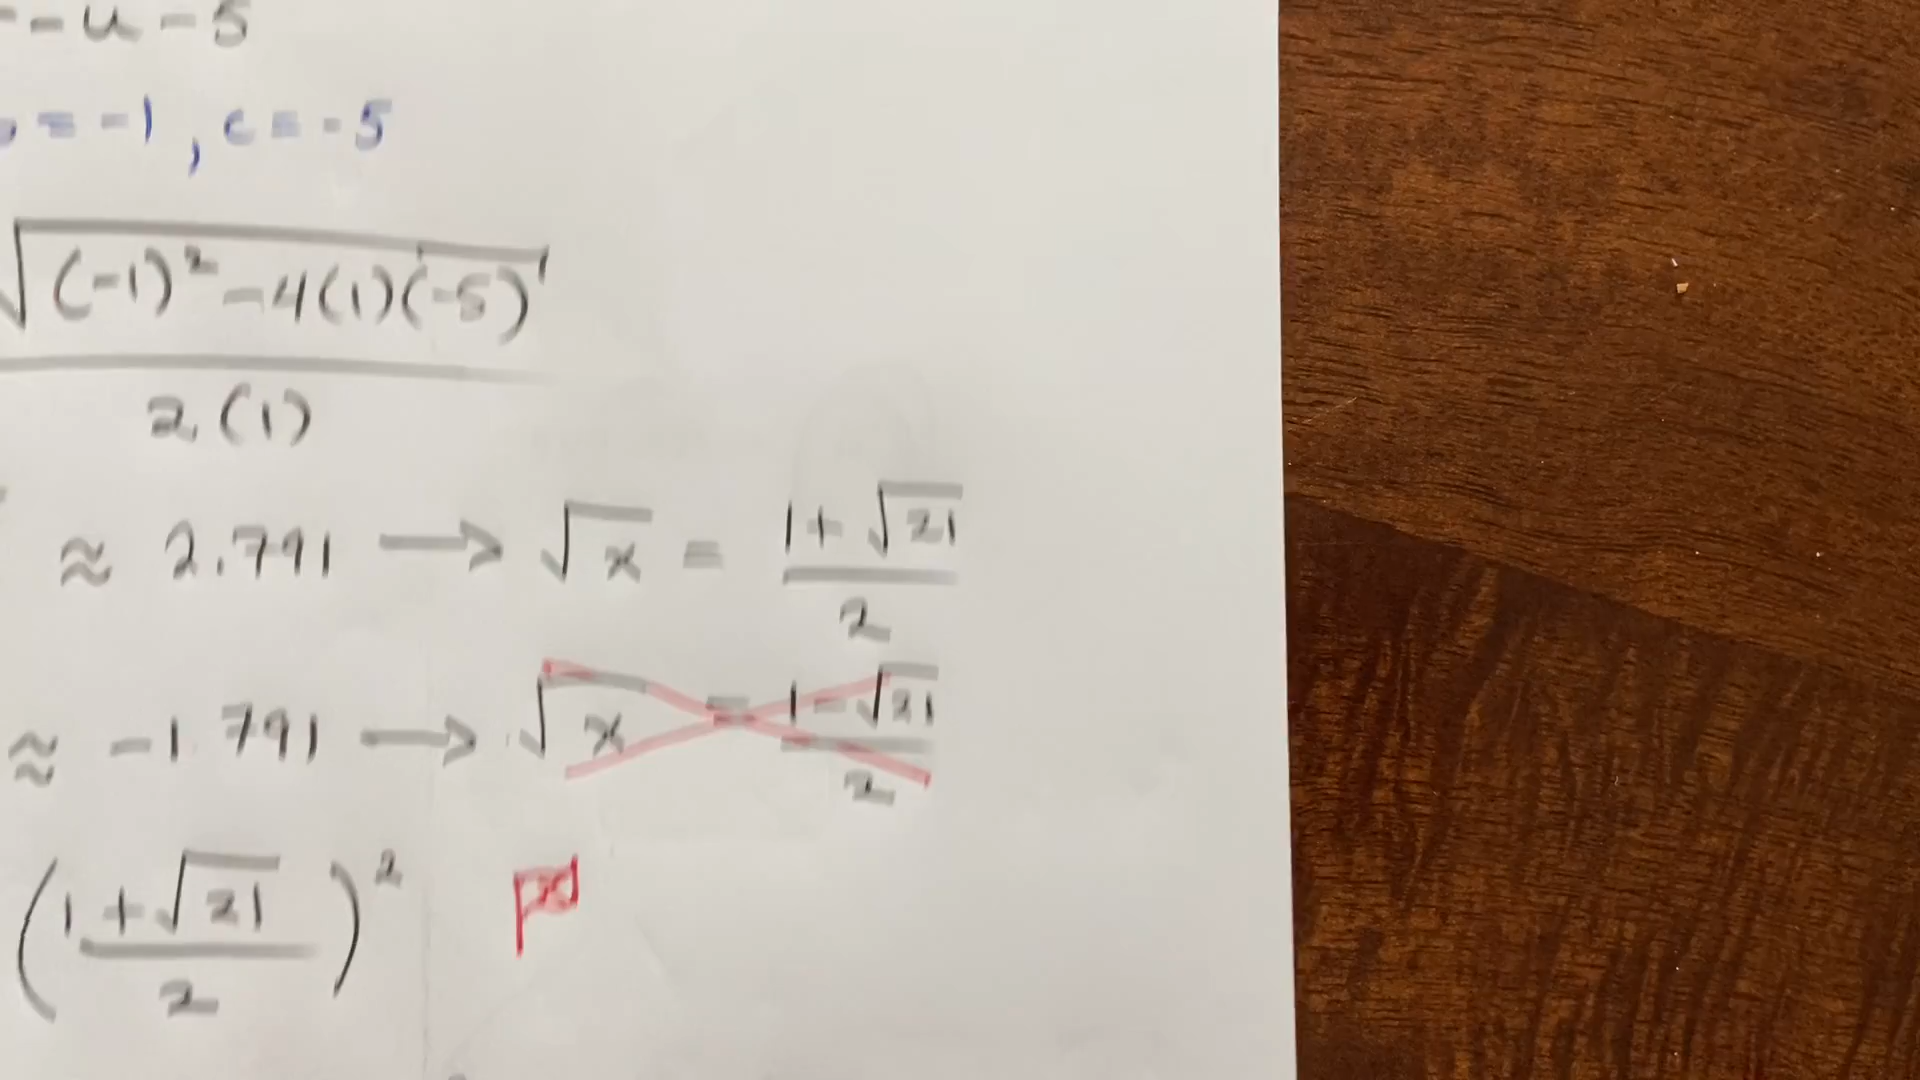 - u - 5
= -1, c = -5
√((-1)² - 4(1)(-5))
2(1)
≈ 2.791 → √x = (1 + √21)/2
≈ -1.791 → √x = (1 - √21)/2
((1 + √21)/2)²